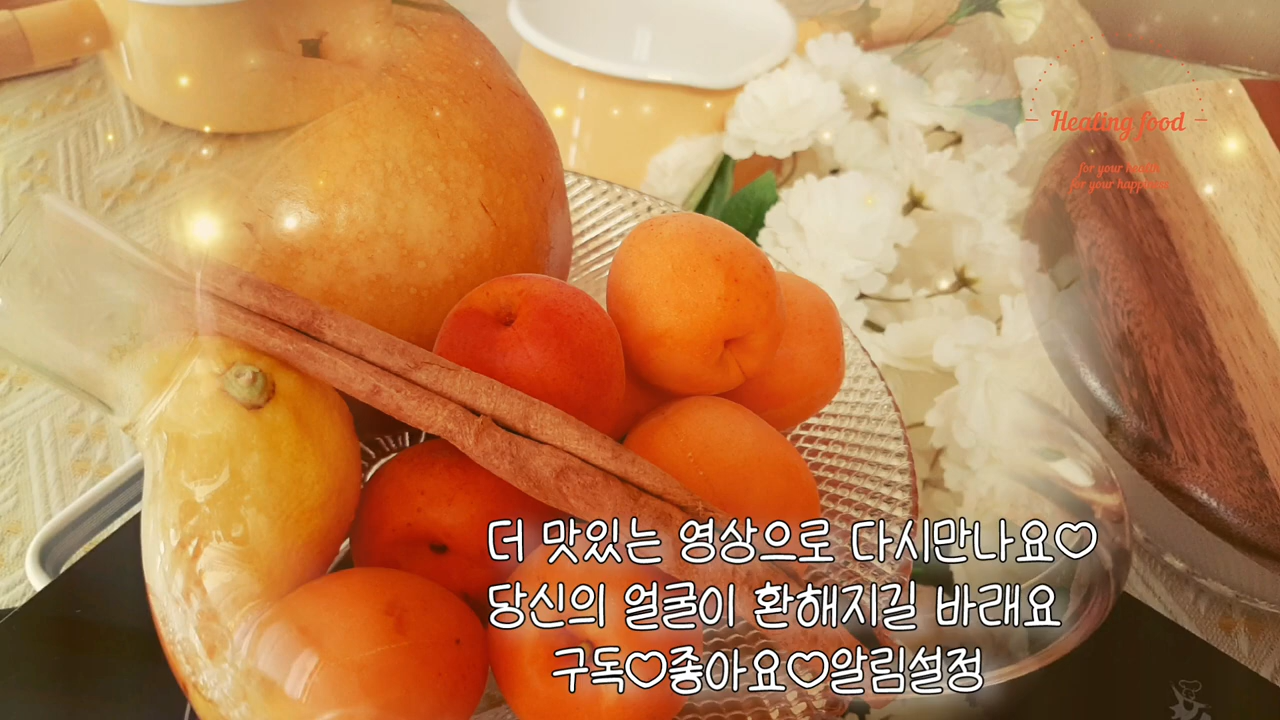 Healing food
for your health
for your happiness
더 맛있는 영상으로 다시만나요♡
당신의 얼굴이 환해지길 바래요
구독♡좋아요♡알림설정